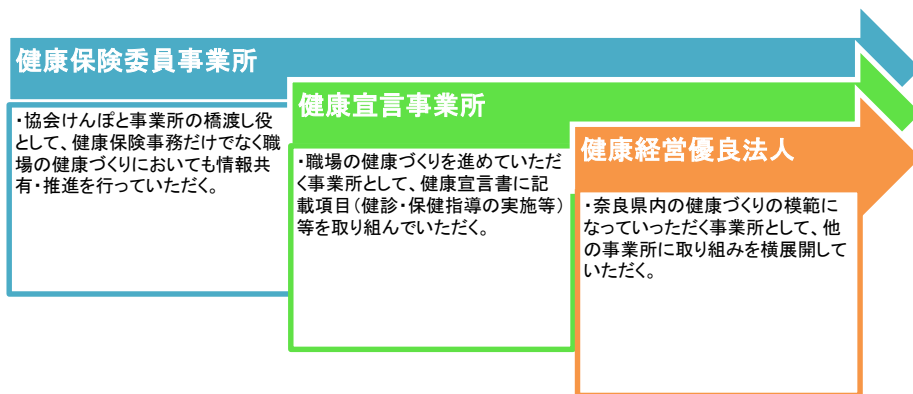 健康保険委員事業所
・協会けんぽと事業所の橋渡し役
として、健康保険事務だけでなく職
場の健康づくりにおいても情報共
有・推進を行っていただく。
健康宣言事業所
・職場の健康づくりを進めていただ
く事業所として、健康宣言書に記
載項目(健診・保健指導の実施等)
等を取り組んでいただく。
健康経営優良法人
・奈良県内の健康づくりの模範に
なっていっただく事業所として、他
の事業所に取り組みを横展開して
いただく。